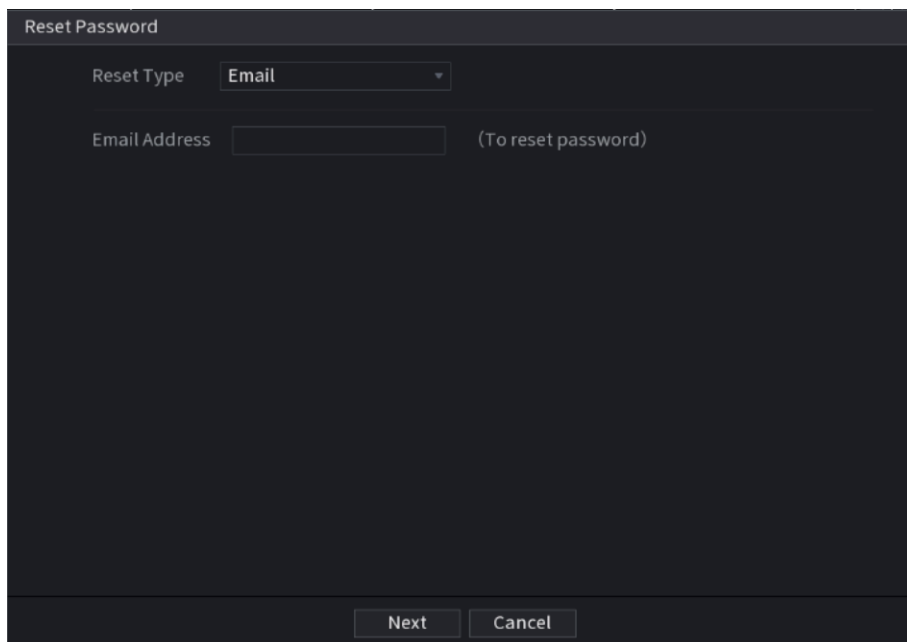 Reset Password
Reset Type Email
Email Address (To reset password)
Next Cancel